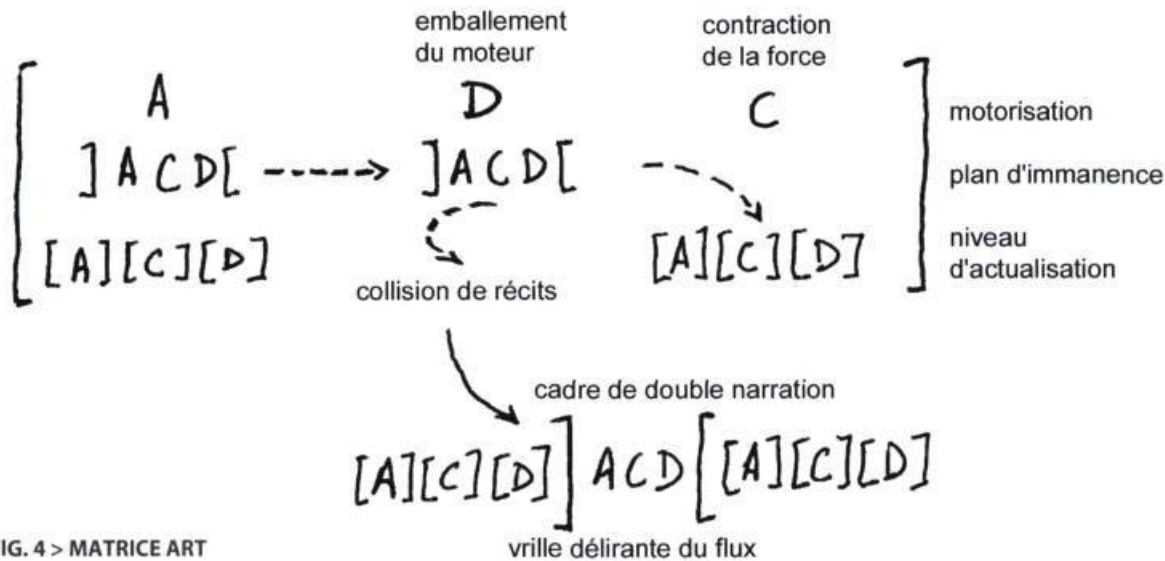 emballement
du moteur
contraction
de la force
A D C motorisation
]ACD[ ]ACD[ plan d'immanence
[A][C][D] [A][C][D] niveau
d'actualisation
collision de récits
cadre de double narration
[A][C][D]]ACD[[A][C][D]
IG. 4 > MATRICE ART
vrille délirante du flux